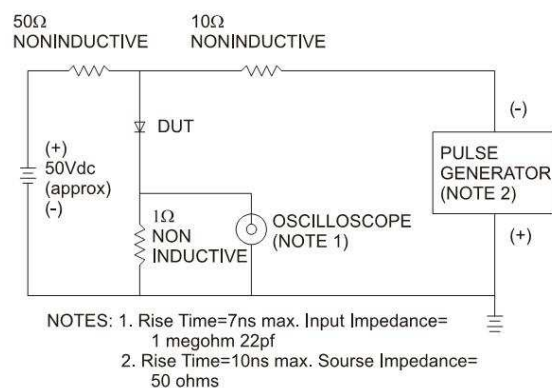 50Ω
NONINDUCTIVE
10Ω
NONINDUCTIVE
(+)
50Vdc
(approx)
(-)
DUT
1Ω
NON
INDUCTIVE
OSCILLOSCOPE
(NOTE 1)
(-)
PULSE
GENERATOR
(NOTE 2)
(+)
NOTES: 1. Rise Time=7ns max. Input Impedance=
1 megohm 22pf
2. Rise Time=10ns max. Sourse Impedance=
50 ohms